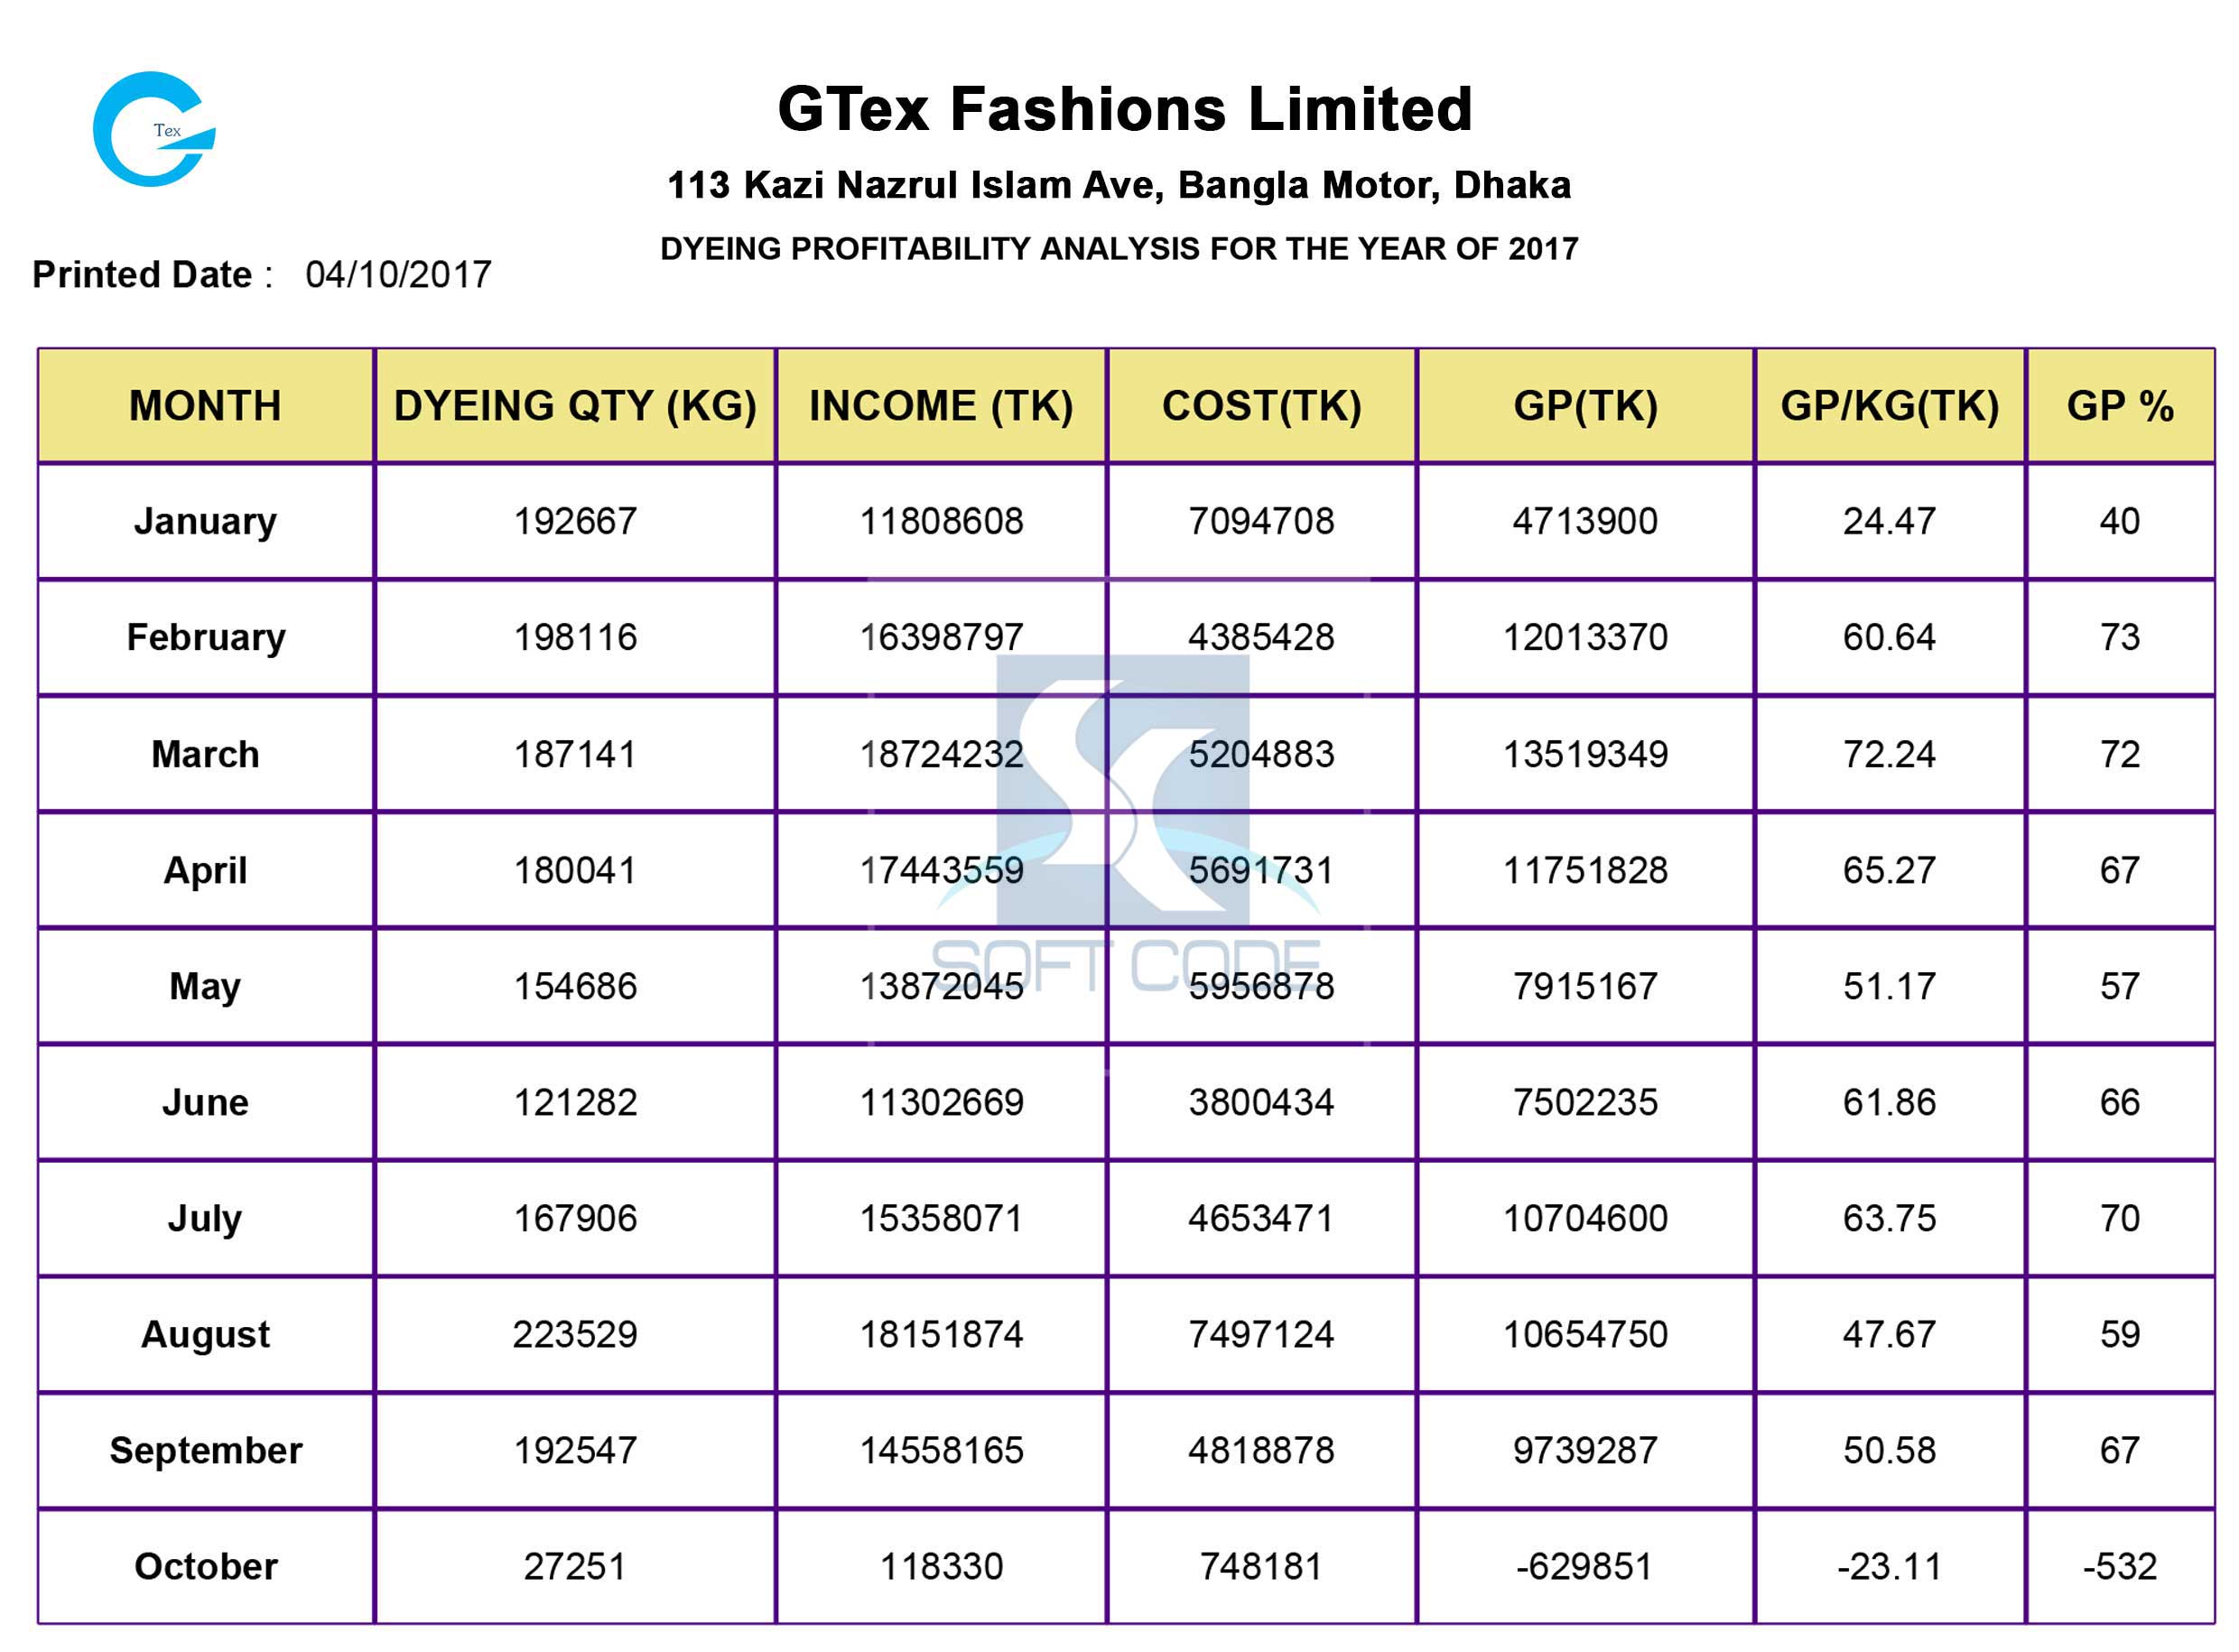 Tex
GTex Fashions Limited
113 Kazi Nazrul Islam Ave, Bangla Motor, Dhaka
DYEING PROFITABILITY ANALYSIS FOR THE YEAR OF 2017
Printed Date : 04/10/2017
MONTH DYEING QTY (KG) INCOME (TK) COST(TK) GP(TK) GP/KG(TK) GP %
January 192667 11808608 7094708 4713900 24.47 40
February 198116 16398797 4385428 12013370 60.64 73
March 187141 18724232 5204883 13519349 72.24 72
April 180041 17443559 5691731 11751828 65.27 67
SOFT CODE
May 154686 13872045 5956878 7915167 51.17 57
June 121282 11302669 3800434 7502235 61.86 66
July 167906 15358071 4653471 10704600 63.75 70
August 223529 18151874 7497124 10654750 47.67 59
September 192547 14558165 4818878 9739287 50.58 67
October 27251 118330 748181 -629851 -23.11 -532